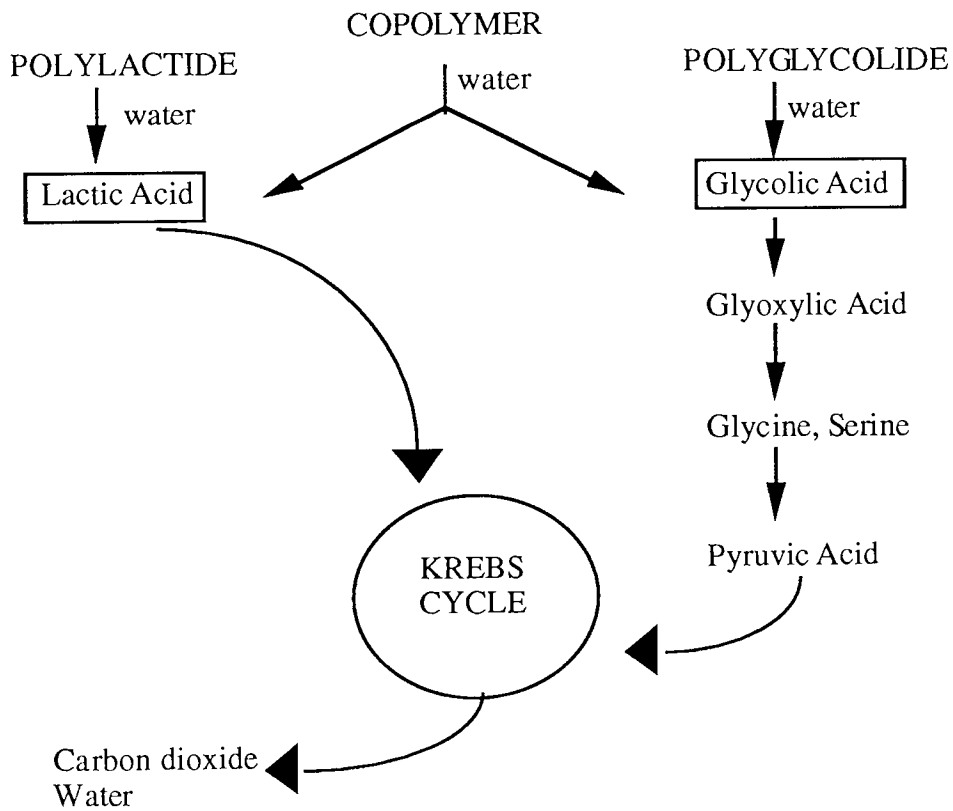 COPOLYMER
POLYLACTIDE
POLYGLYCOLIDE
water
water
water
Lactic Acid
Glycolic Acid
Glyoxylic Acid
Glycine, Serine
Pyruvic Acid
KREBS
CYCLE
Carbon dioxide
Water